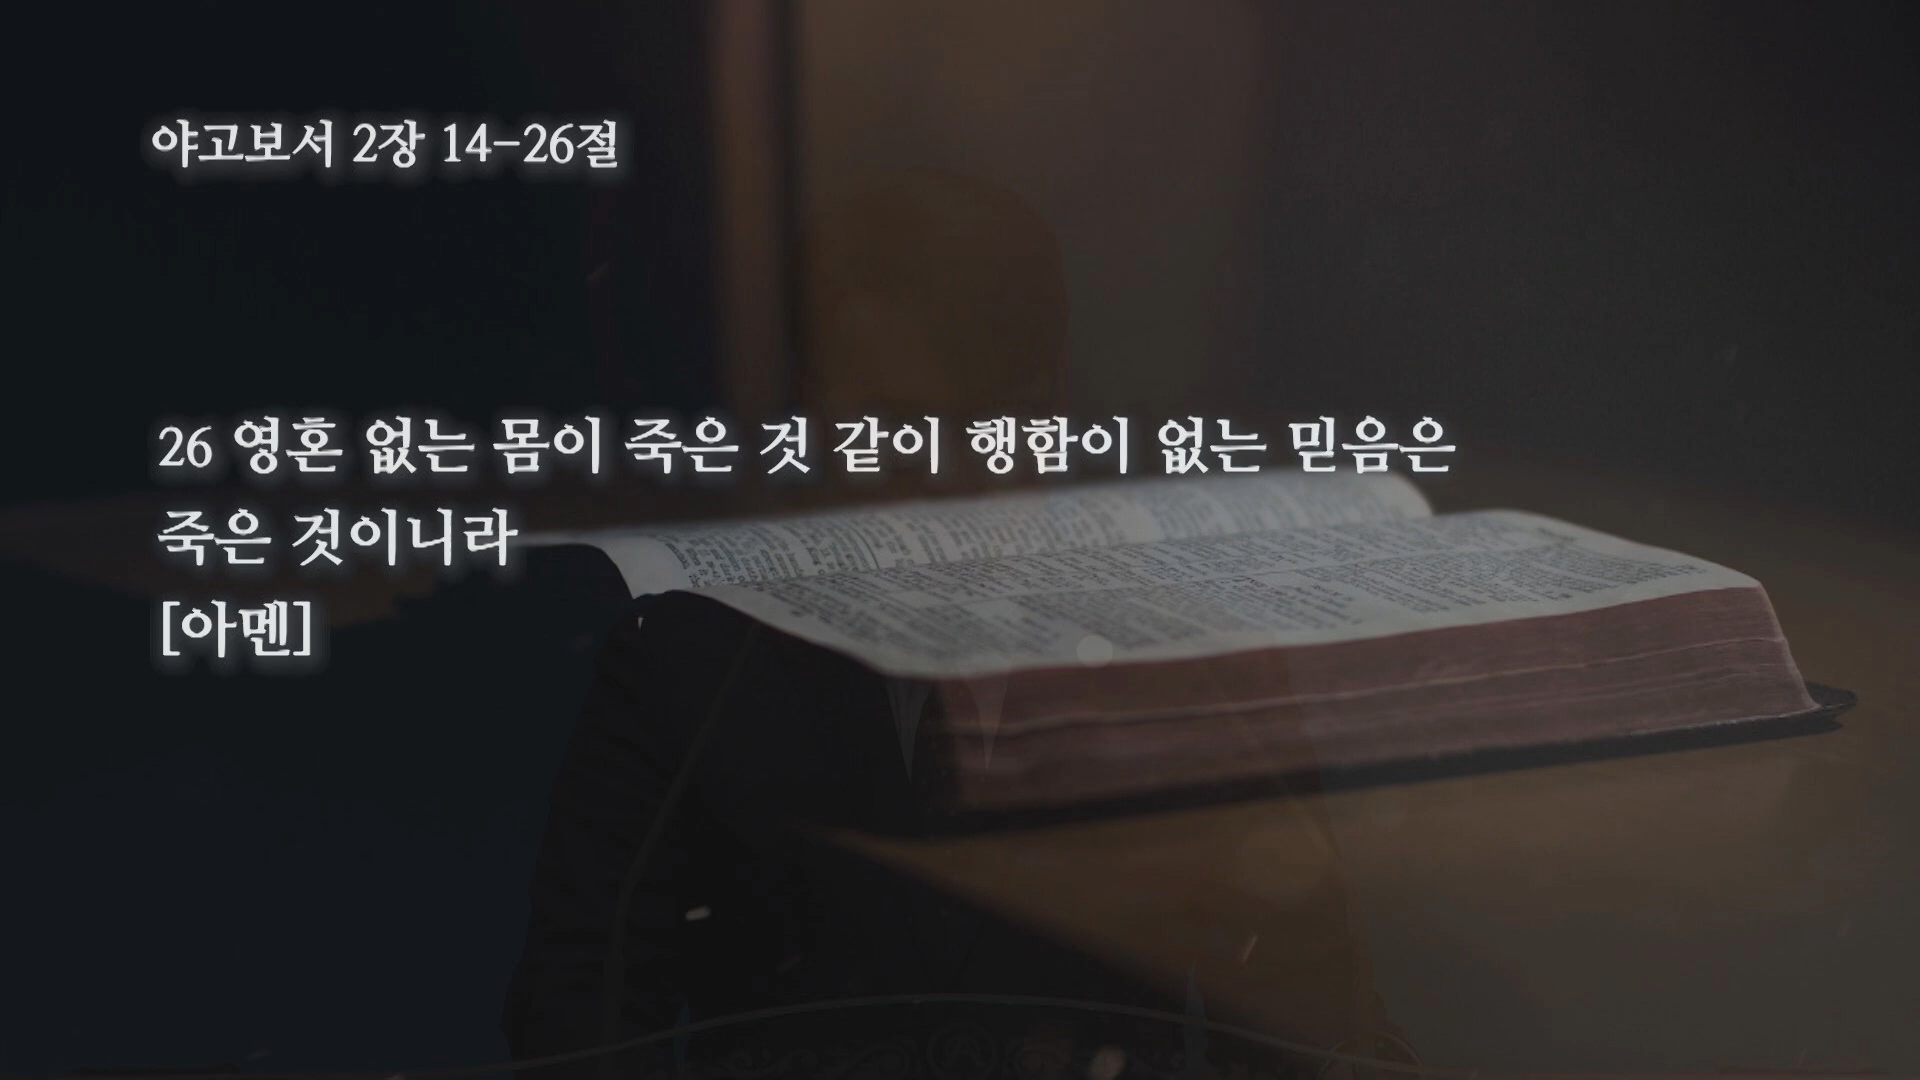 야고보서 2장 14-26절
26 영혼 없는 몸이 죽은 것 같이 행함이 없는 믿음은
죽은 것이니라
[아멘]